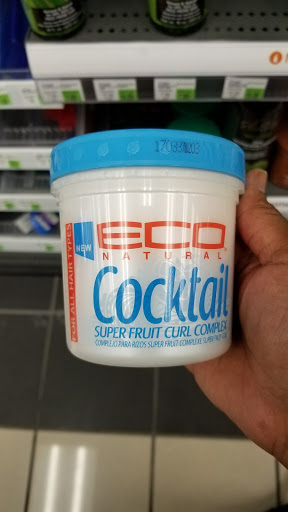 NEW
ECO
NATURAL
Cocktail
SUPER FRUIT CURL COMPLEX
COMPLEJO PARA RIZOS SUPER FRUIT
FOR ALL HAIR TYPES